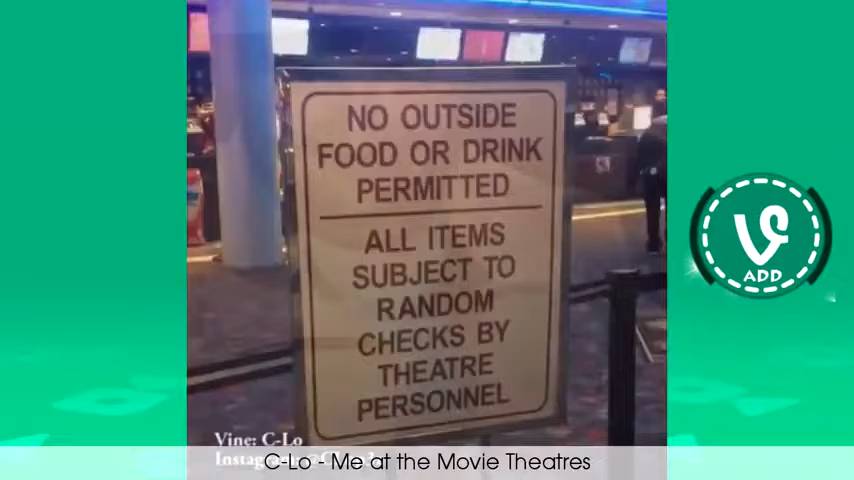 NO OUTSIDE
FOOD OR DRINK
PERMITTED
ALL ITEMS
SUBJECT TO
RANDOM
CHECKS BY
THEATRE
PERSONNEL
ADD
Vine: C-Lo
C-Lo - Me at the Movie Theatres